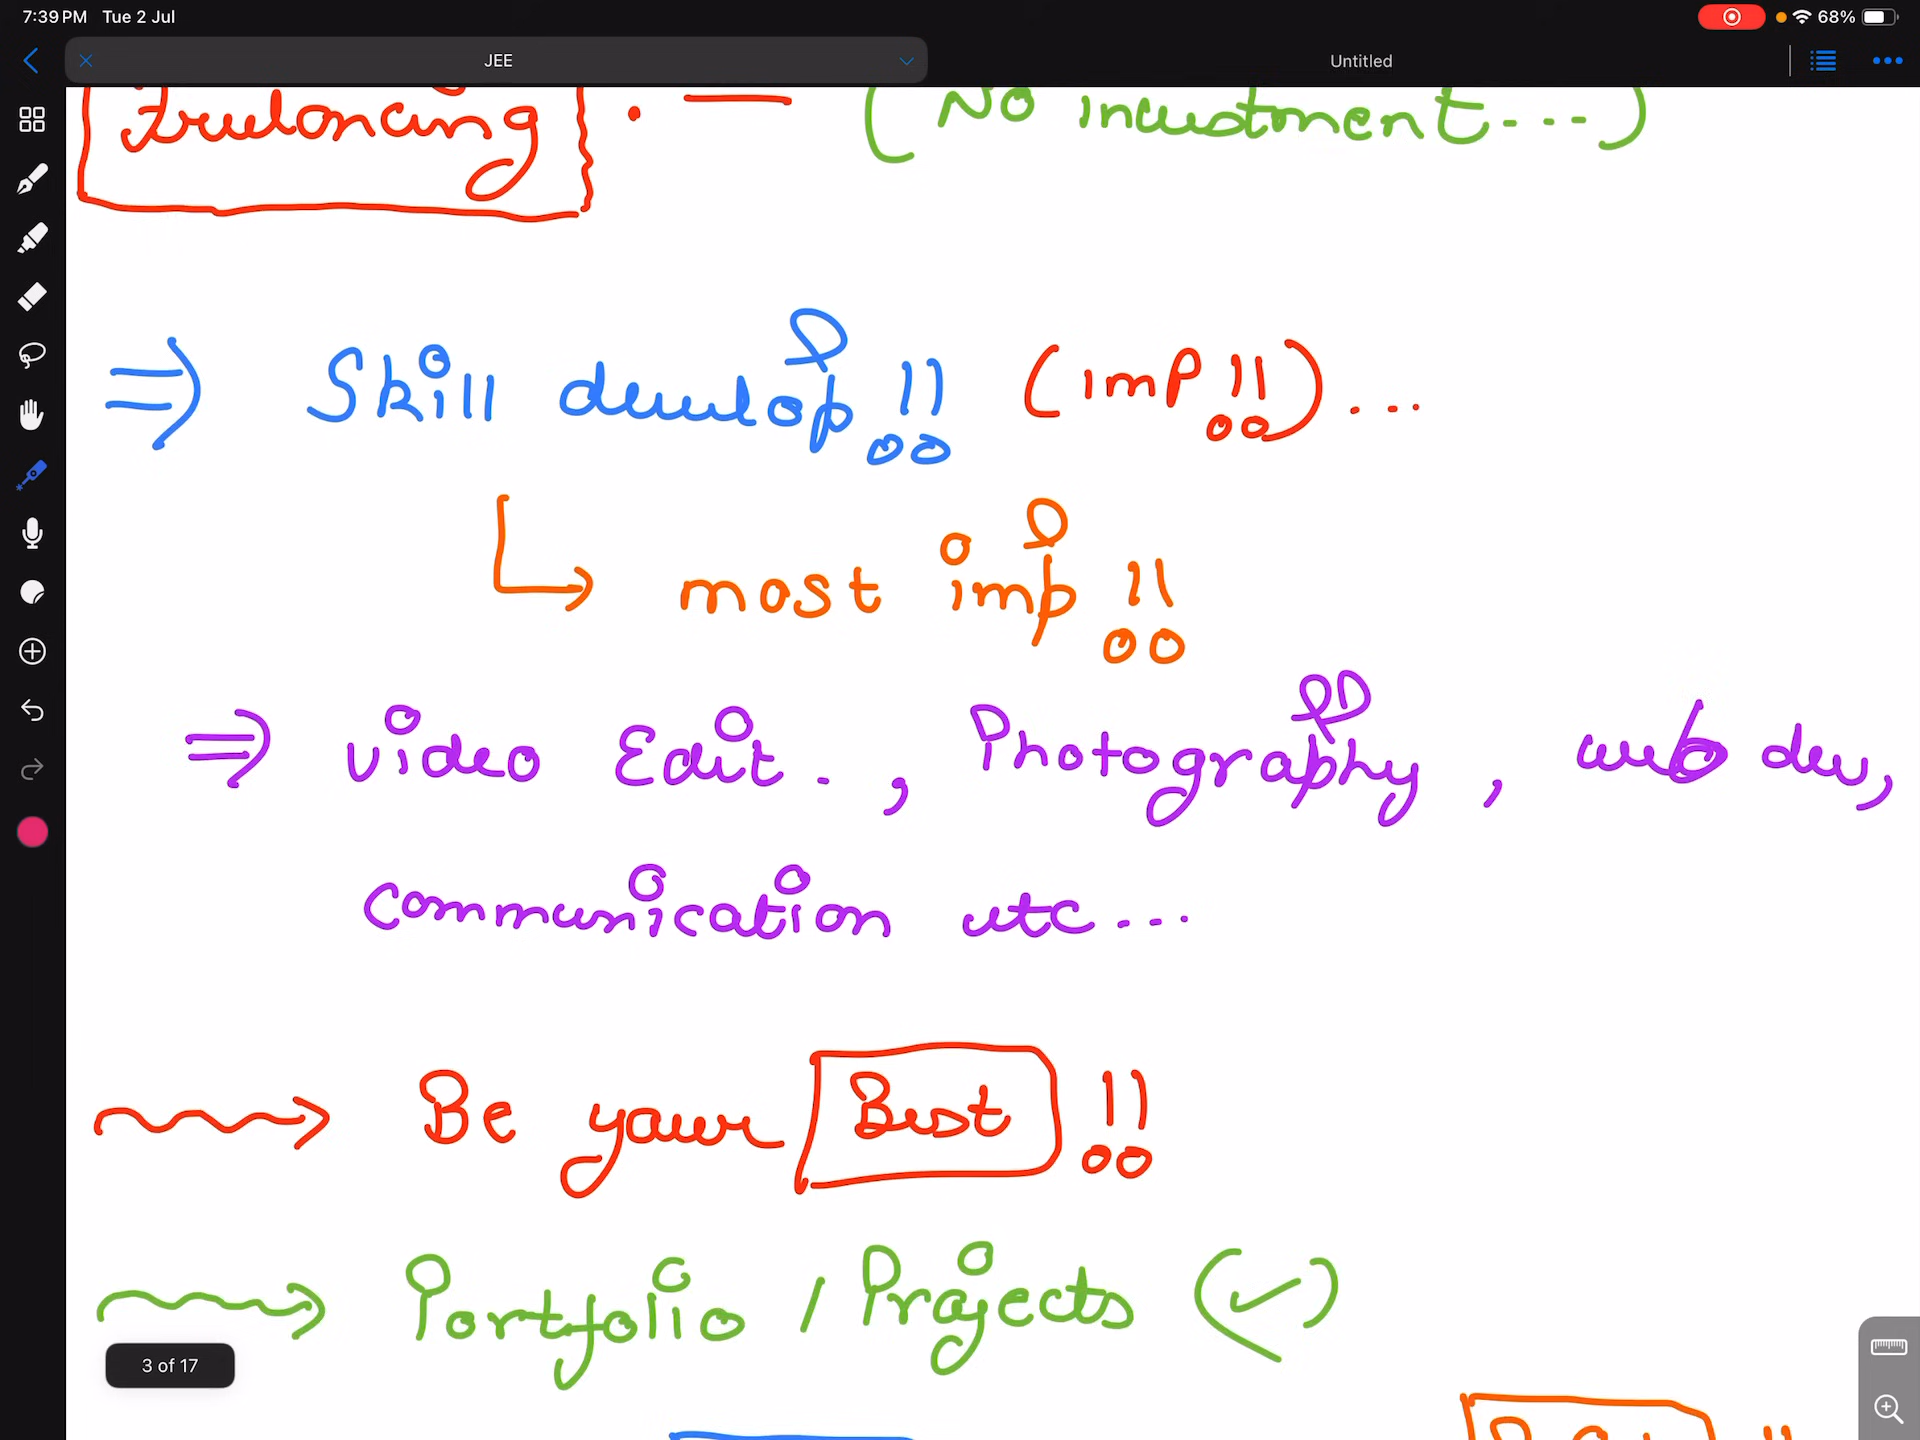 7:39 PM Tue 2 Jul 68%
JEE Untitled
Freelancing : — (No investment...)
⇒ Skill develop !! (imp !!)...
↳ most imp !!
⇒ Video Edit. , Photography , web dev,
communication etc...
→ Be your Best !!
→ Portfolio / Projects (✓)
3 of 17